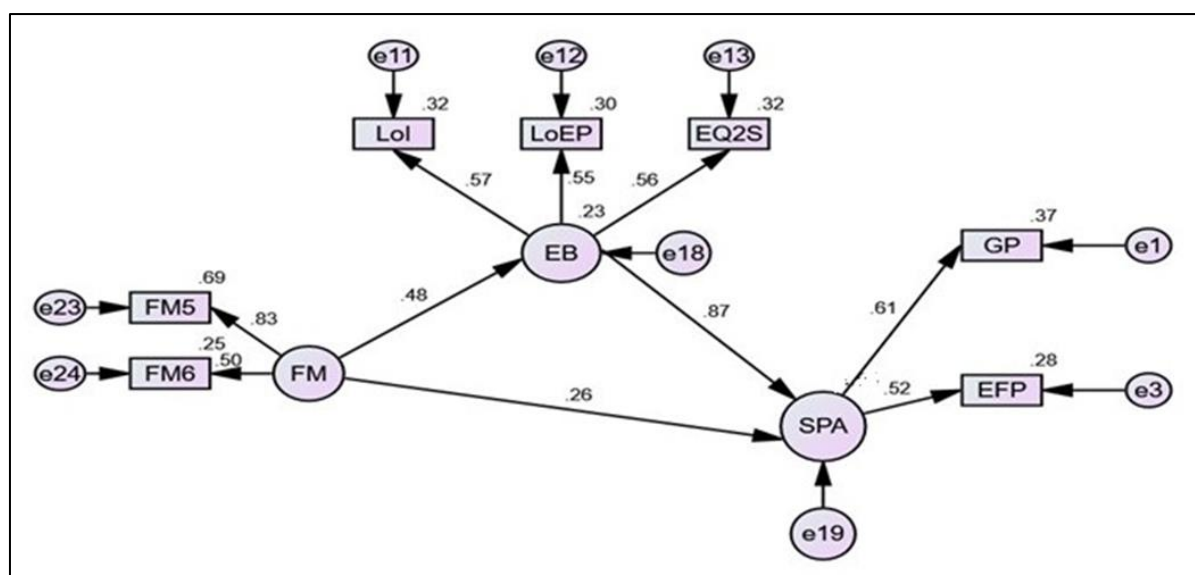 e11
e12
e13
.32
.30
.32
LoI
LoEP
EQ2S
.57
.55
.56
.23
.37
EB
e18
GP
e1
.69
e23
FM5
.83
.48
.87
.61
.25
.50
e24
FM6
FM
.26
.28
.52
EFP
e3
SPA
e19